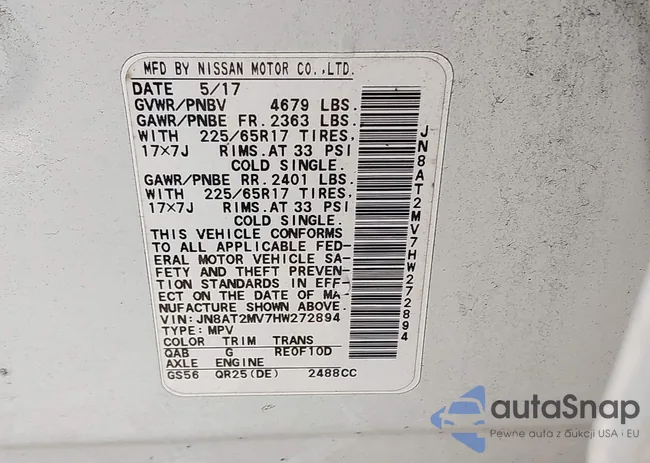 MFD BY NISSAN MOTOR CO.,LTD.
DATE 5/17
GVWR/PNBV 4679 LBS.
GAWR/PNBE FR. 2363 LBS.
WITH 225/65R17 TIRES.
17×7J RIMS.AT 33 PSI
COLD SINGLE.
GAWR/PNBE RR. 2401 LBS.
WITH 225/65R17 TIRES.
17×7J RIMS.AT 33 PSI
COLD SINGLE.
THIS VEHICLE CONFORMS
TO ALL APPLICABLE FED-
ERAL MOTOR VEHICLE SA-
FETY AND THEFT PREVEN-
TION STANDARDS IN EFF-
ECT ON THE DATE OF MA-
NUFACTURE SHOWN ABOVE.
VIN: JN8AT2MV7HW272894
TYPE: MPV
COLOR TRIM TRANS
QAB G RE0F10D
AXLE ENGINE
GS56 QR25(DE) 2488CC
JN8AT2MV7HW272894
autaSnap
Pewne auta z aukcji USA i EU